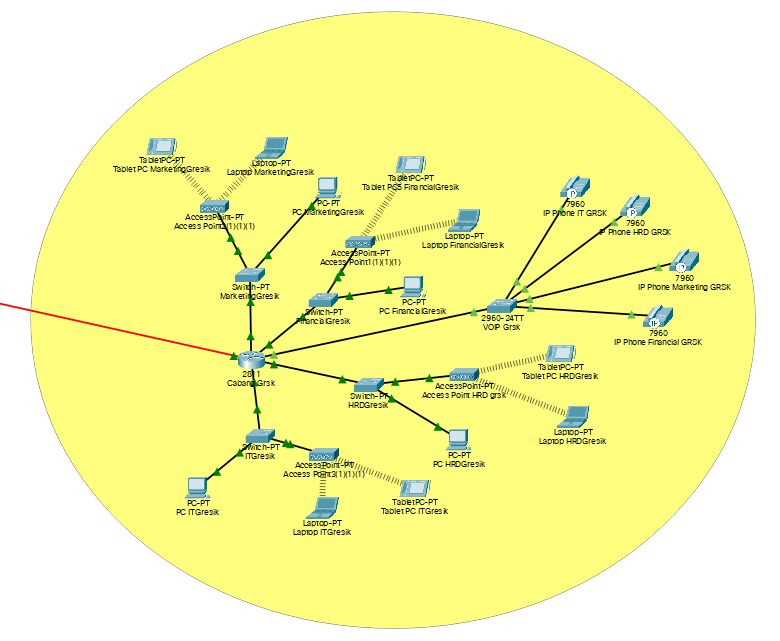 TabletPC-PT
Tablet PC MarketingGresik
Laptop-PT
Laptop MarketingGresik
TabletPC-PT
Tablet PCS FinancialGresik
PC-PT
PC MarketingGresik
7960
IP Phone IT GRSK
7960
IP Phone HRD GRSK
AccessPoint-PT
Access Point2(1)(1)(1)
Laptop-PT
Laptop FinancialGresik
AccessPoint-PT
Access Point1(1)(1)(1)
7960
IP Phone Marketing GRSK
Switch-PT
MarketingGresik
PC-PT
PC FinancialGresik
Switch-PT
FinancialGresik
2960-24TT
VOIP Grsk
7960
IP Phone Financial GRSK
2811
CabangGrsk
TabletPC-PT
Tablet PC HRDGresik
Switch-PT
HRDGresik
AccessPoint-PT
Access Point HRD grsk
Laptop-PT
Laptop HRDGresik
Switch-PT
ITGresik
PC-PT
PC HRDGresik
AccessPoint-PT
Access Point3(1)(1)(1)
PC-PT
PC ITGresik
TabletPC-PT
Tablet PC ITGresik
Laptop-PT
Laptop ITGresik